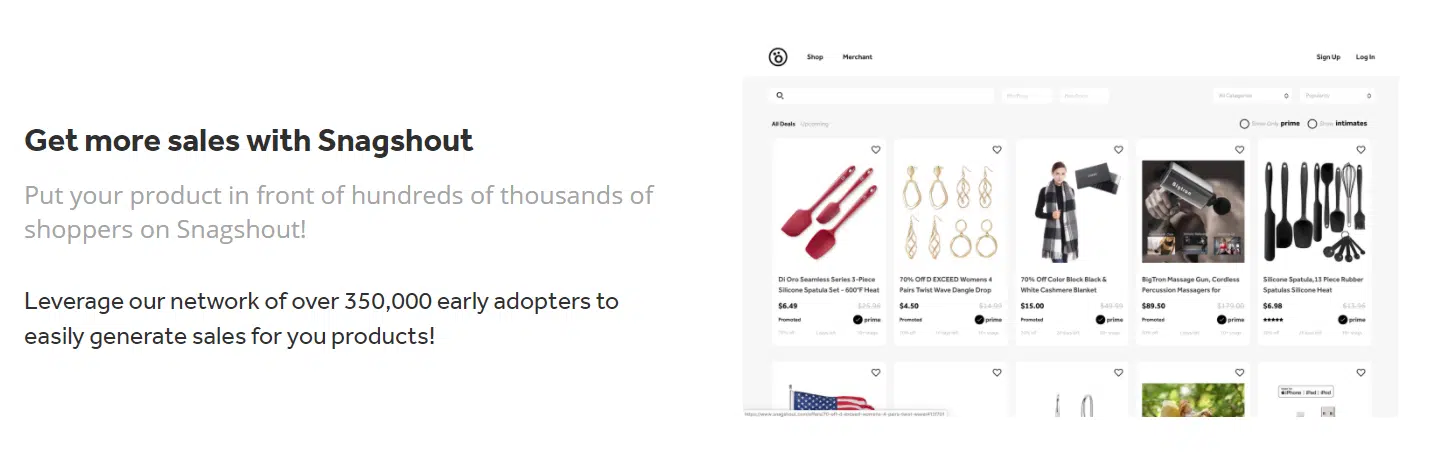 Get more sales with Snagshout
Put your product in front of hundreds of thousands of
shoppers on Snagshout!
Leverage our network of over 350,000 early adopters to
easily generate sales for you products!
Shop Merchant Sign Up Log In
All Categories Popularity
All Deals Upcoming Show Only prime Show intimates
Di Oro Seamless Series 3-Piece
Silicone Spatula Set - 600°F Heat
$6.49 $25.96
Promoted prime
70% Off D EXCEED Womens 4
Pairs Twist Wave Dangle Drop
$4.50 $14.99
Promoted prime
70% Off Color Block Black &
White Cashmere Blanket
$15.00 $49.99
Promoted prime
BigTron Massage Gun, Cordless
Percussion Massagers for
$89.50 $179.00
Promoted prime
Silicone Spatula,13 Piece Rubber
Spatulas Silicone Heat
$6.98 $13.96
prime
iPhone | iPad | iPod